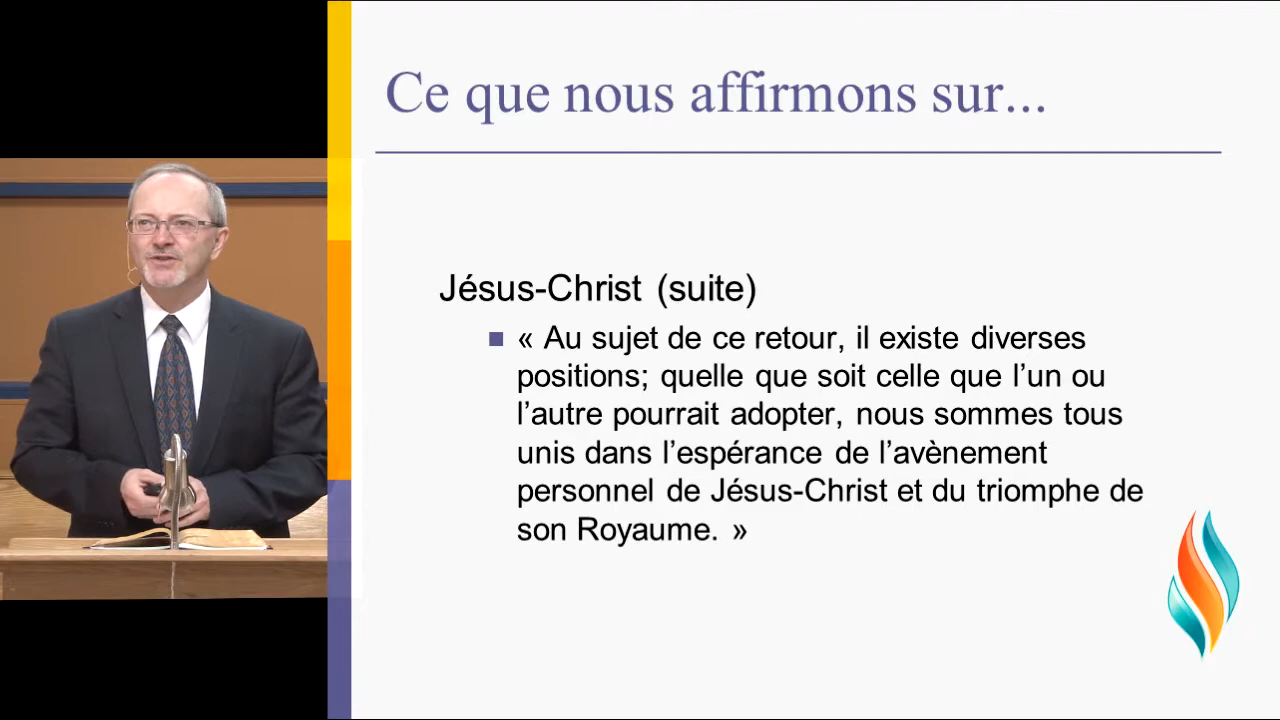 Ce que nous affirmons sur...
Jésus-Christ (suite)
« Au sujet de ce retour, il existe diverses
positions; quelle que soit celle que l’un ou
l’autre pourrait adopter, nous sommes tous
unis dans l’espérance de l’avènement
personnel de Jésus-Christ et du triomphe de
son Royaume. »